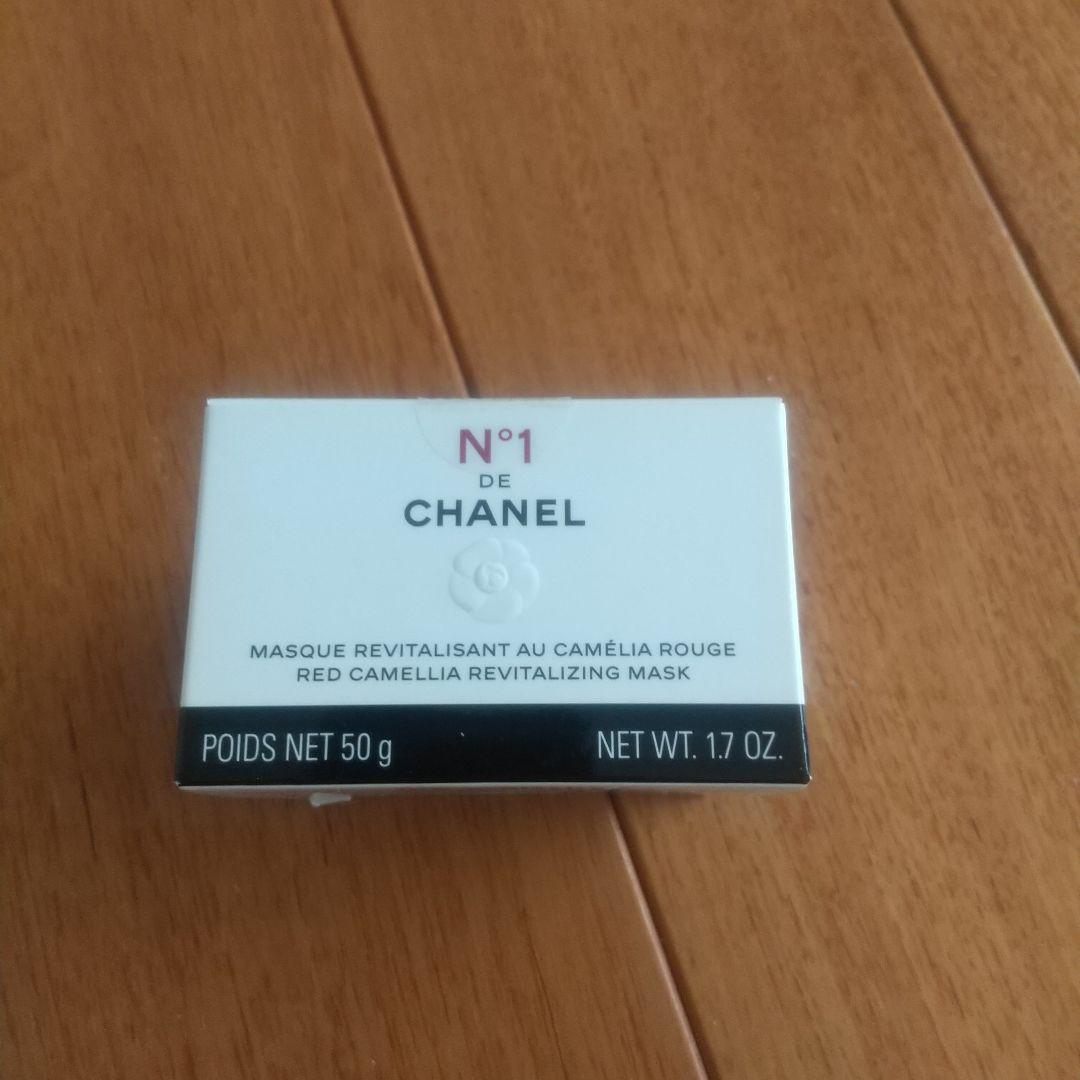 N°1
DE
CHANEL
MASQUE REVITALISANT AU CAMÉLIA ROUGE
RED CAMELLIA REVITALIZING MASK
POIDS NET 50 g
NET WT. 1.7 OZ.